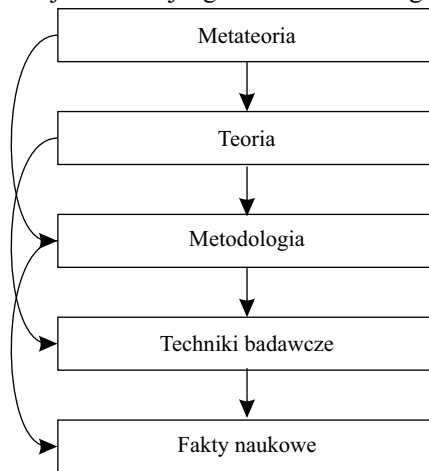 Metateoria
Teoria
Metodologia
Techniki badawcze
Fakty naukowe